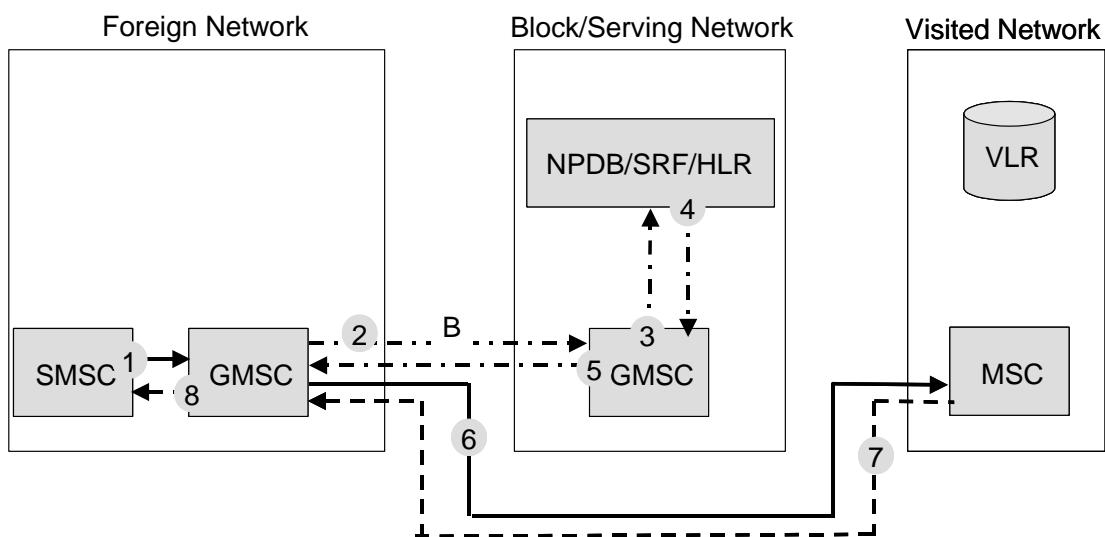 Foreign Network
Block/Serving Network
Visited Network
NPDB/SRF/HLR
VLR
4
2
B
3
SMSC
1
GMSC
5
GMSC
MSC
8
6
7